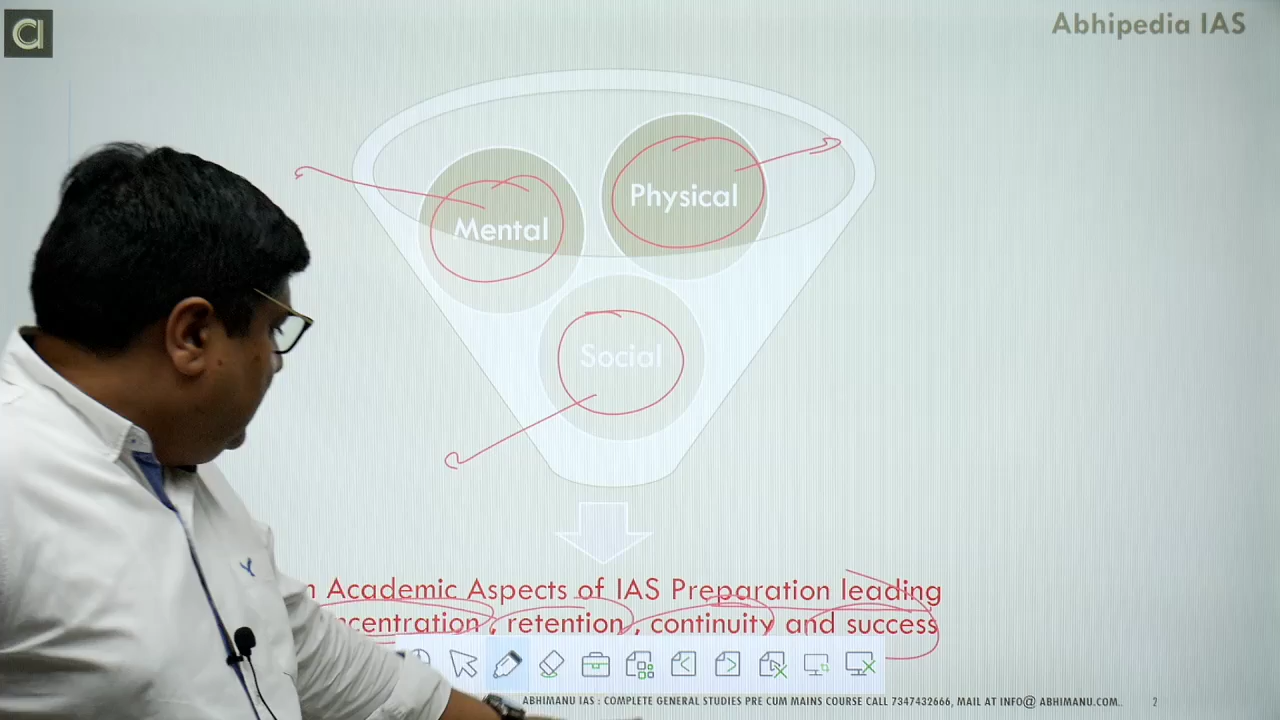 Abhipedia IAS
Physical
Mental
Social
Academic Aspects of IAS Preparation leading
, retention , continuity and success
ABHIMANU IAS : COMPLETE GENERAL STUDIES PRE CUM MAINS COURSE CALL 7347432666, MAIL AT INFO@ ABHIMANU.COM..
2